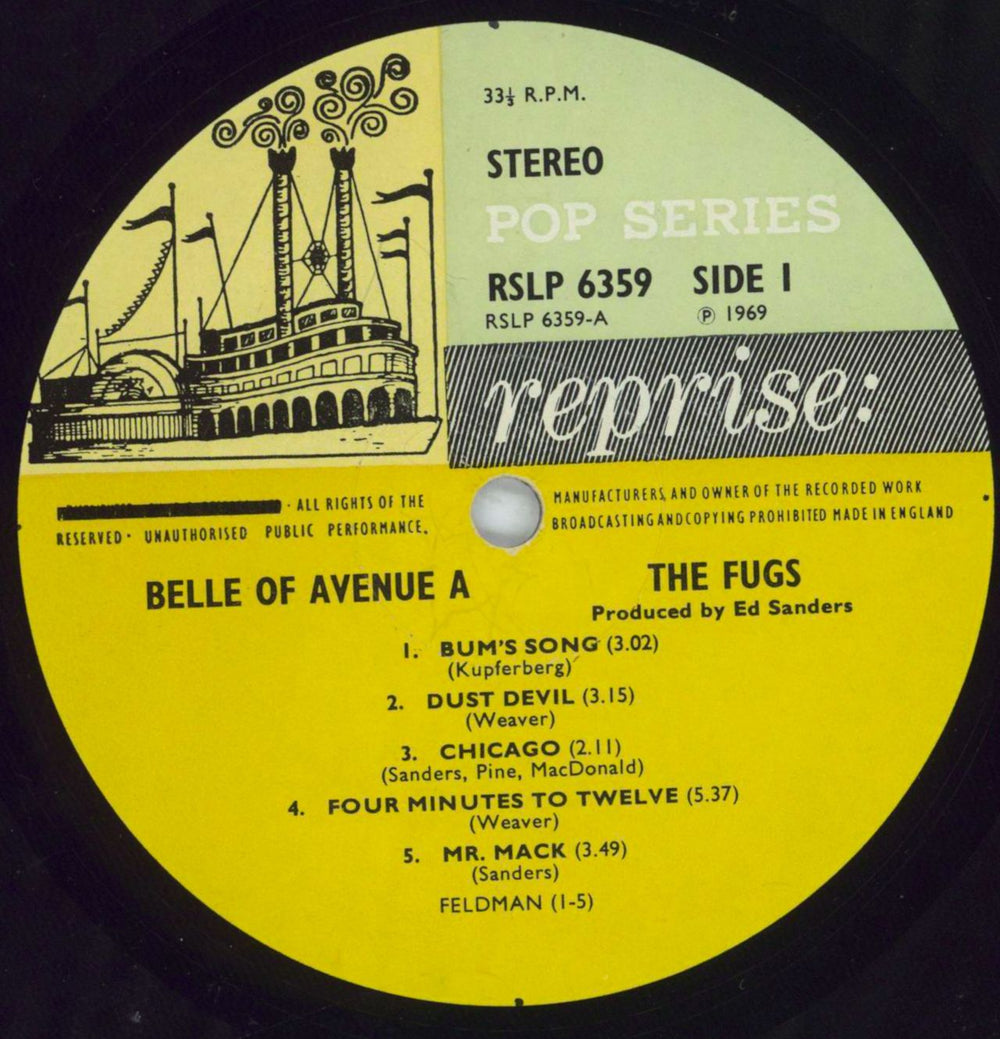 33⅓ R.P.M.
STEREO
POP SERIES
RSLP 6359 SIDE 1
RSLP 6359-A ℗ 1969
reprise:
· ALL RIGHTS OF THE MANUFACTURERS, AND OWNER OF THE RECORDED WORK
RESERVED · UNAUTHORISED PUBLIC PERFORMANCE, BROADCASTING AND COPYING PROHIBITED MADE IN ENGLAND
BELLE OF AVENUE A
THE FUGS
Produced by Ed Sanders
1. BUM'S SONG (3.02)
(Kupferberg)
2. DUST DEVIL (3.15)
(Weaver)
3. CHICAGO (2.11)
(Sanders, Pine, MacDonald)
4. FOUR MINUTES TO TWELVE (5.37)
(Weaver)
5. MR. MACK (3.49)
(Sanders)
FELDMAN (1-5)